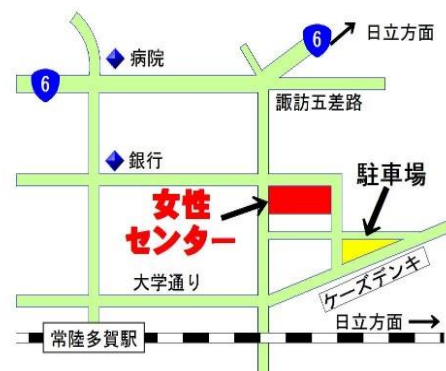 6
日立方面
病院
6
諏訪五差路
銀行
駐車場
女性
センター
大学通り
ケーズデンキ
日立方面
常陸多賀駅